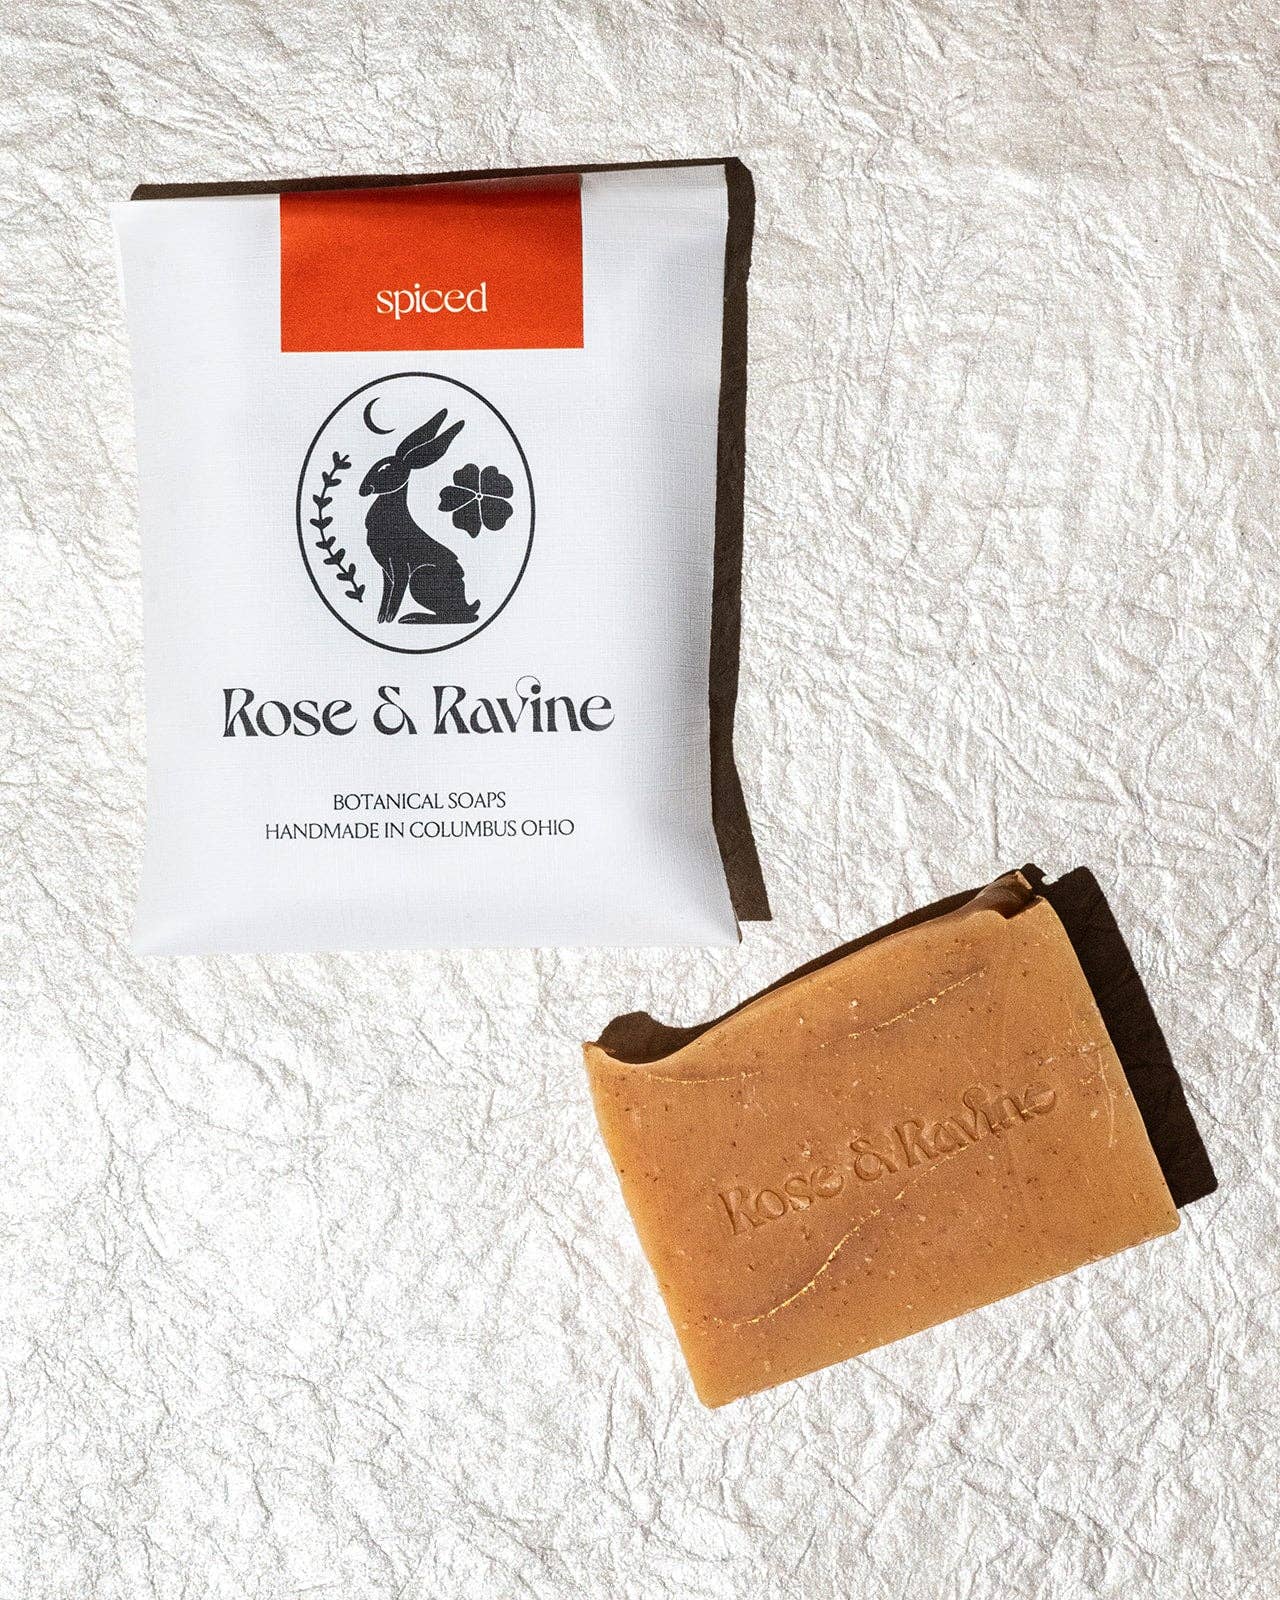 spiced
Rose & Ravine
BOTANICAL SOAPS
HANDMADE IN COLUMBUS OHIO
Rose & Ravine